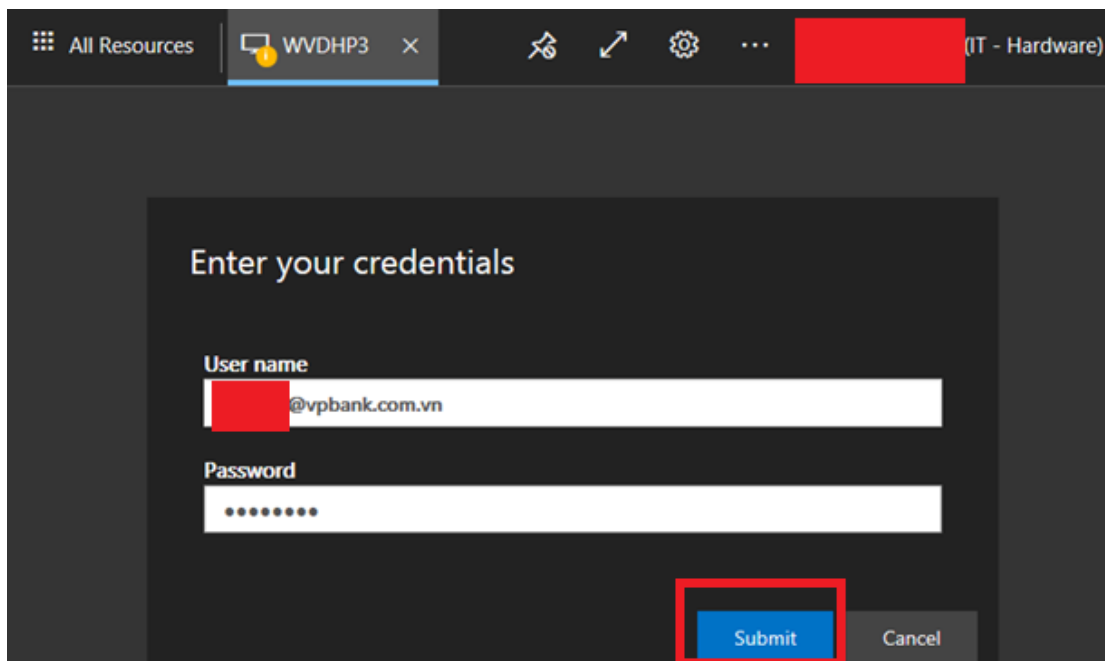 All Resources WVDHP3 (IT - Hardware)
Enter your credentials
User name
@vpbank.com.vn
Password
Submit Cancel